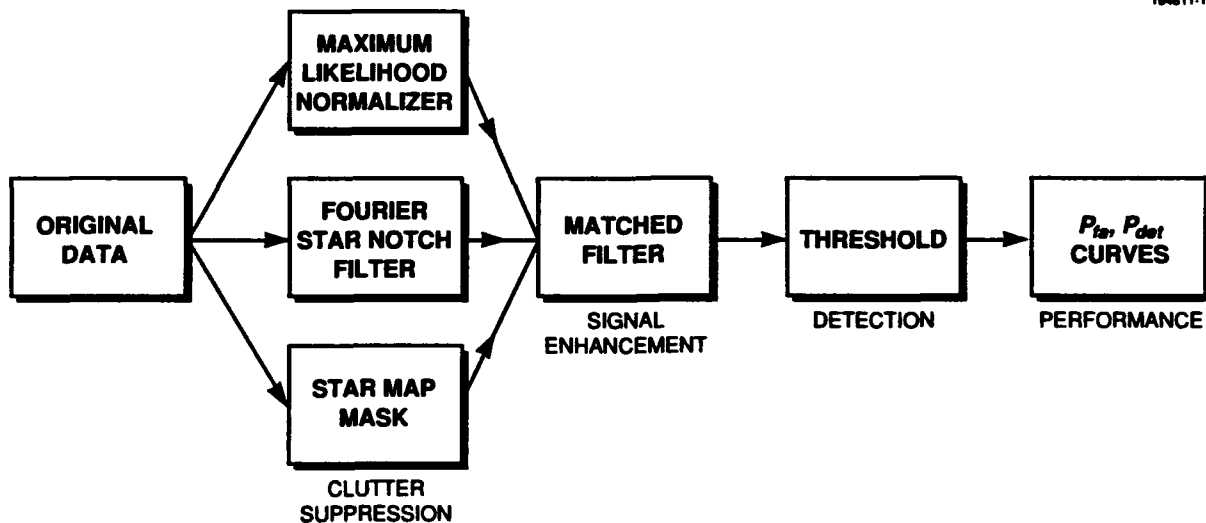 MAXIMUM
LIKELIHOOD
NORMALIZER
ORIGINAL
DATA
FOURIER
STAR NOTCH
FILTER
STAR MAP
MASK
CLUTTER
SUPPRESSION
MATCHED
FILTER
SIGNAL
ENHANCEMENT
THRESHOLD
DETECTION
P_fa, P_det
CURVES
PERFORMANCE